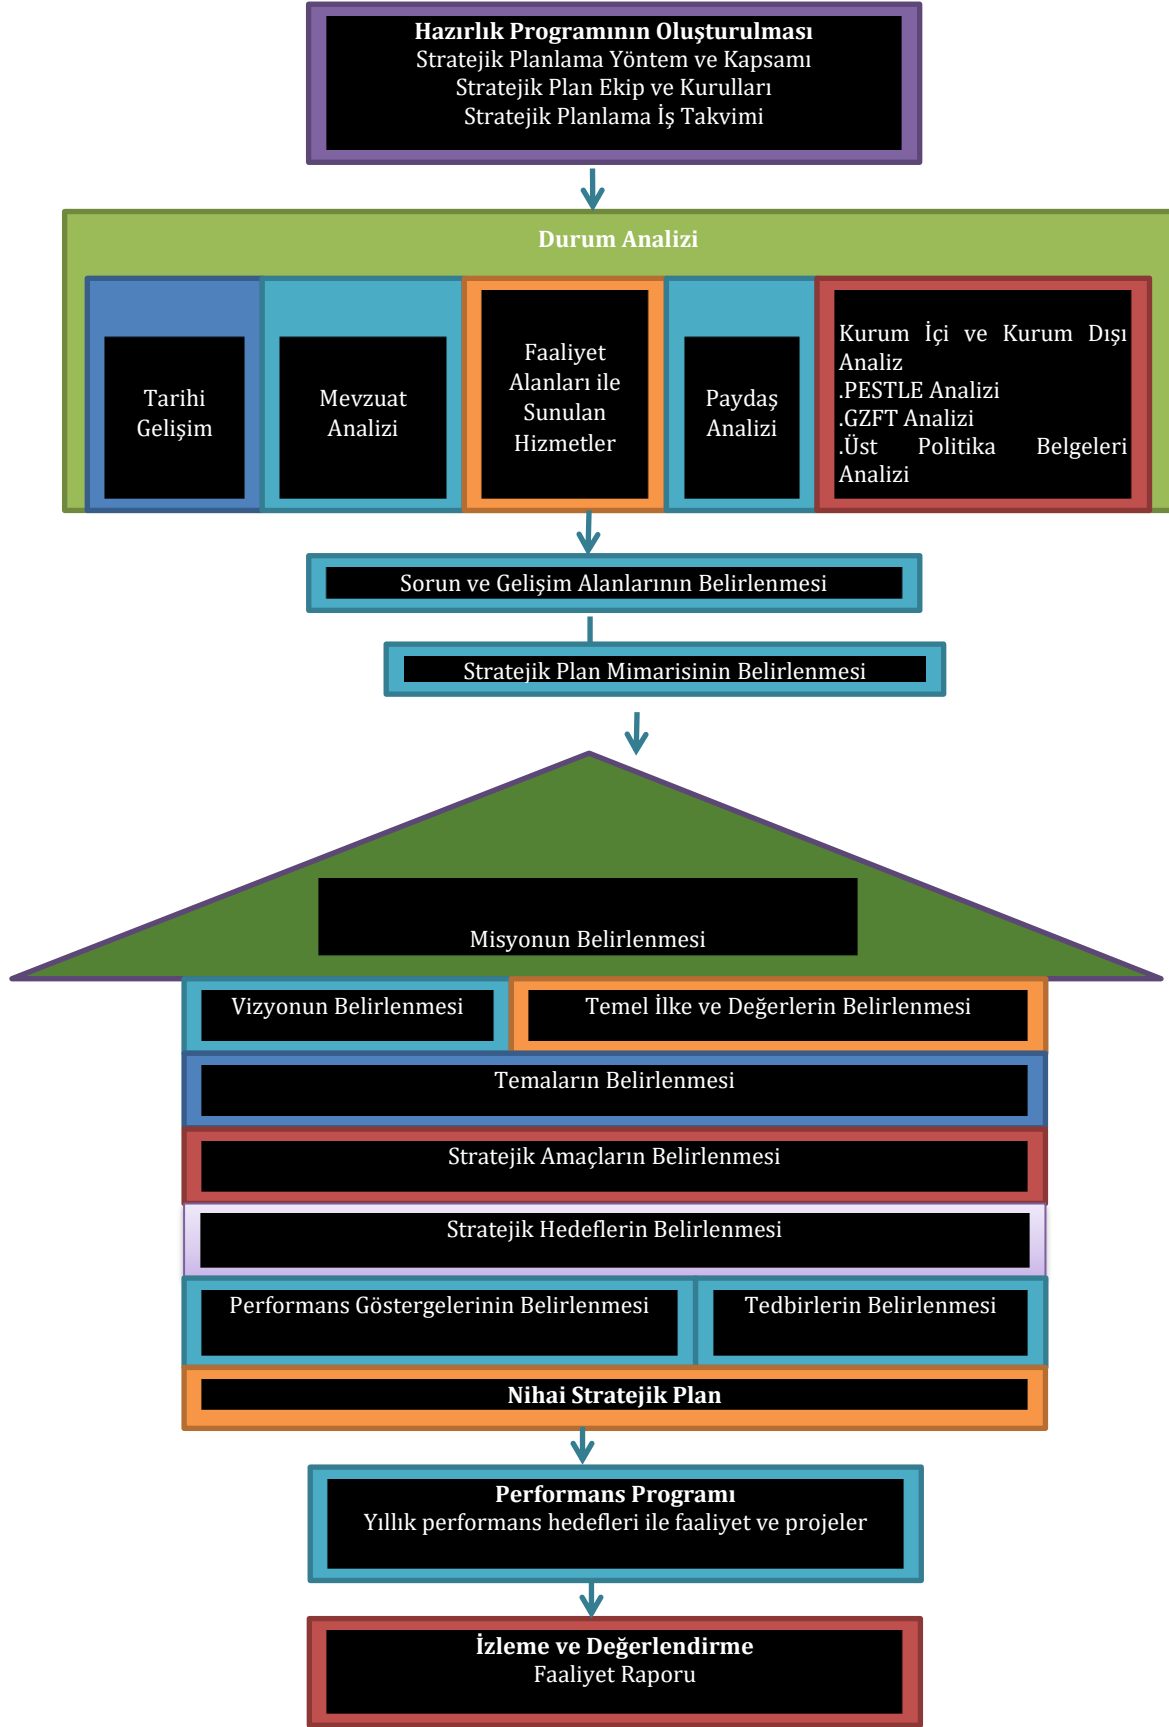 Hazırlık Programının Oluşturulması
Stratejik Planlama Yöntem ve Kapsamı
Stratejik Plan Ekip ve Kurulları
Stratejik Planlama İş Takvimi
Durum Analizi
Tarihi
Gelişim
Mevzuat
Analizi
Faaliyet
Alanları ile
Sunulan
Hizmetler
Paydaş
Analizi
Kurum İçi ve Kurum Dışı
Analiz
.PESTLE Analizi
.GZFT Analizi
.Üst Politika Belgeleri
Analizi
Sorun ve Gelişim Alanlarının Belirlenmesi
Stratejik Plan Mimarisinin Belirlenmesi
Misyonun Belirlenmesi
Vizyonun Belirlenmesi
Temel İlke ve Değerlerin Belirlenmesi
Temaların Belirlenmesi
Stratejik Amaçların Belirlenmesi
Stratejik Hedeflerin Belirlenmesi
Performans Göstergelerinin Belirlenmesi
Tedbirlerin Belirlenmesi
Nihai Stratejik Plan
Performans Programı
Yıllık performans hedefleri ile faaliyet ve projeler
İzleme ve Değerlendirme
Faaliyet Raporu